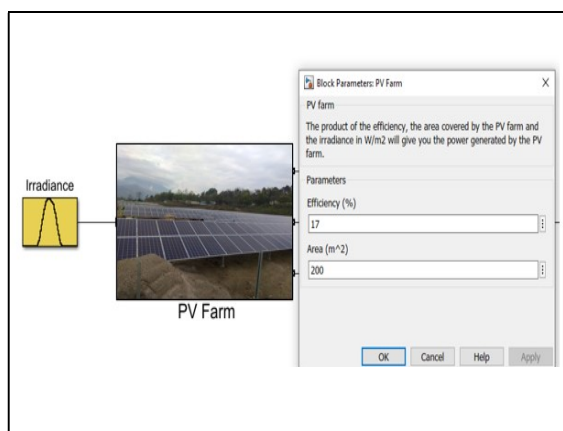 Irradiance
PV Farm
Block Parameters: PV Farm
X
PV farm
The product of the efficiency, the area covered by the PV farm and
the irradiance in W/m2 will give you the power generated by the PV
farm.
Parameters
Efficiency (%)
17
Area (m^2)
200
OK Cancel Help Apply